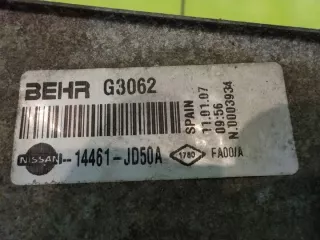 BEHR G3062
SPAIN
11.01.07
09:56
N.0003934
NISSAN -- 14461-JD50A
1780
FA00/A